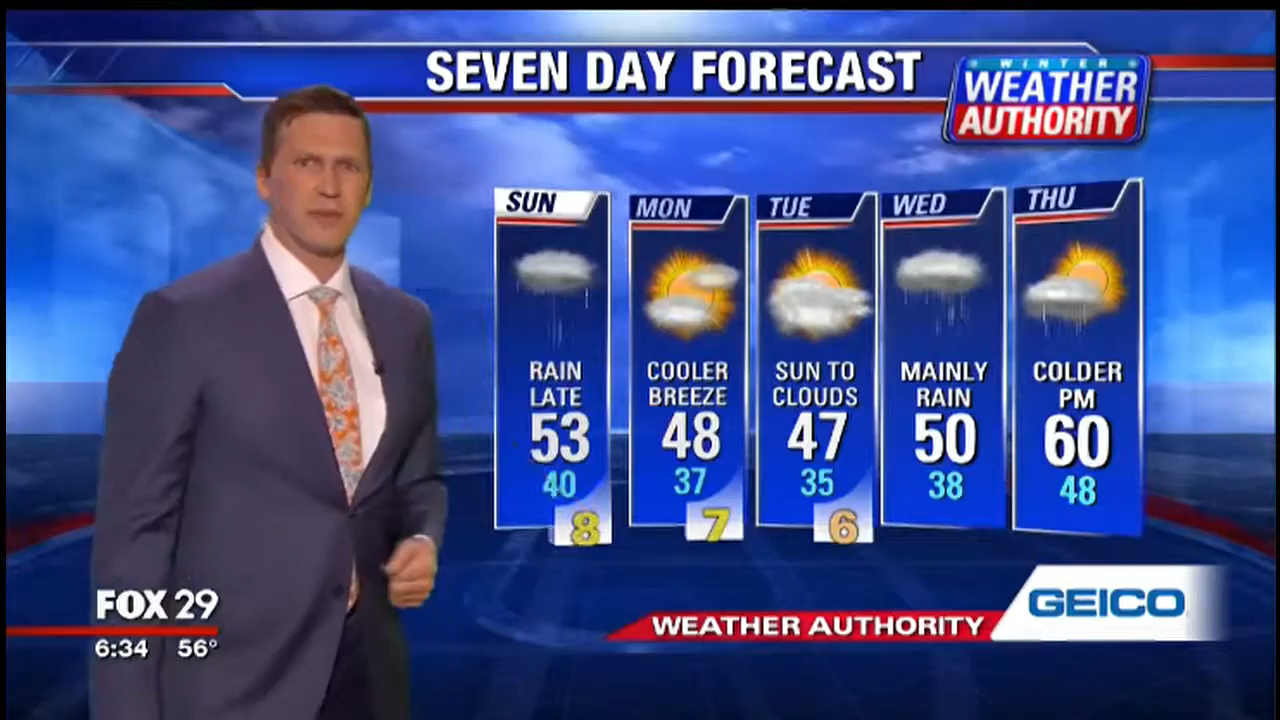 SEVEN DAY FORECAST
WINTER
WEATHER
AUTHORITY
SUN
RAIN
LATE
53
40
8
MON
COOLER
BREEZE
48
37
7
TUE
SUN TO
CLOUDS
47
35
6
WED
MAINLY
RAIN
50
38
THU
COLDER
PM
60
48
FOX 29
6:34 56°
WEATHER AUTHORITY
GEICO